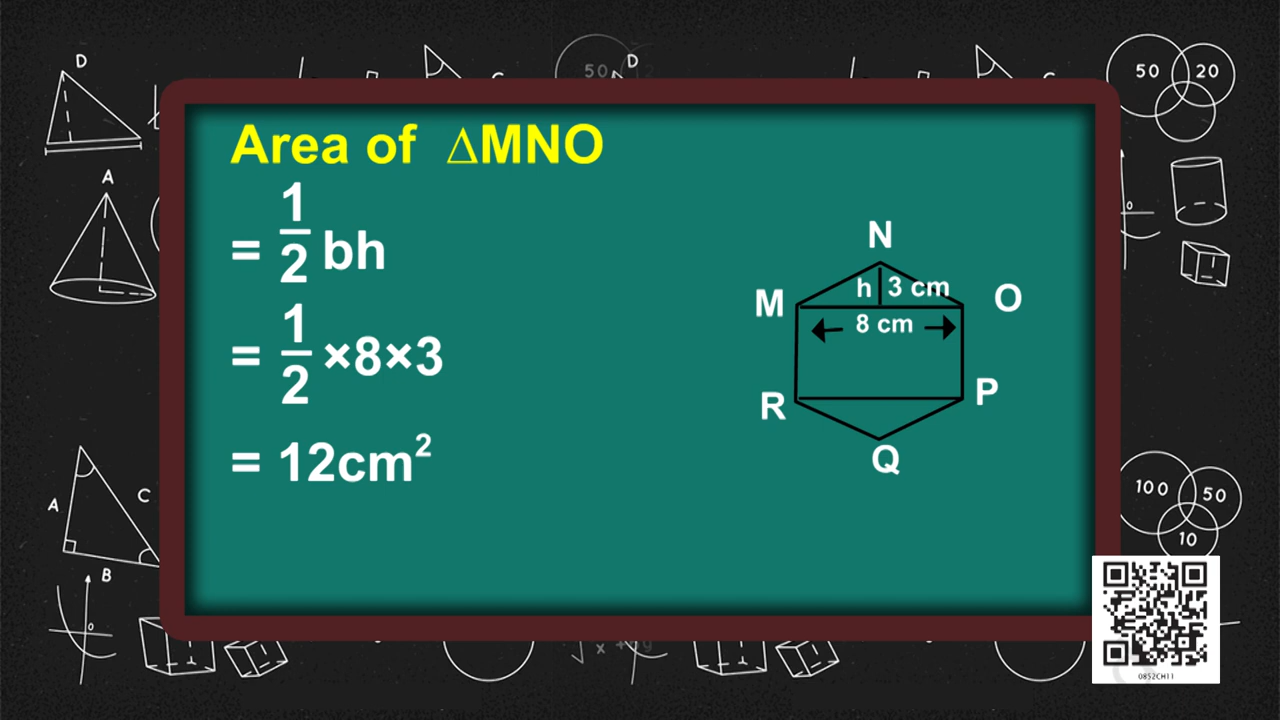 D
50
D
50
20
A
Area of ΔMNO
= 1/2 bh
= 1/2 ×8×3
= 12cm²
N
h 3 cm
M
O
8 cm
R
P
Q
A
C
B
100
50
10
0852CH11